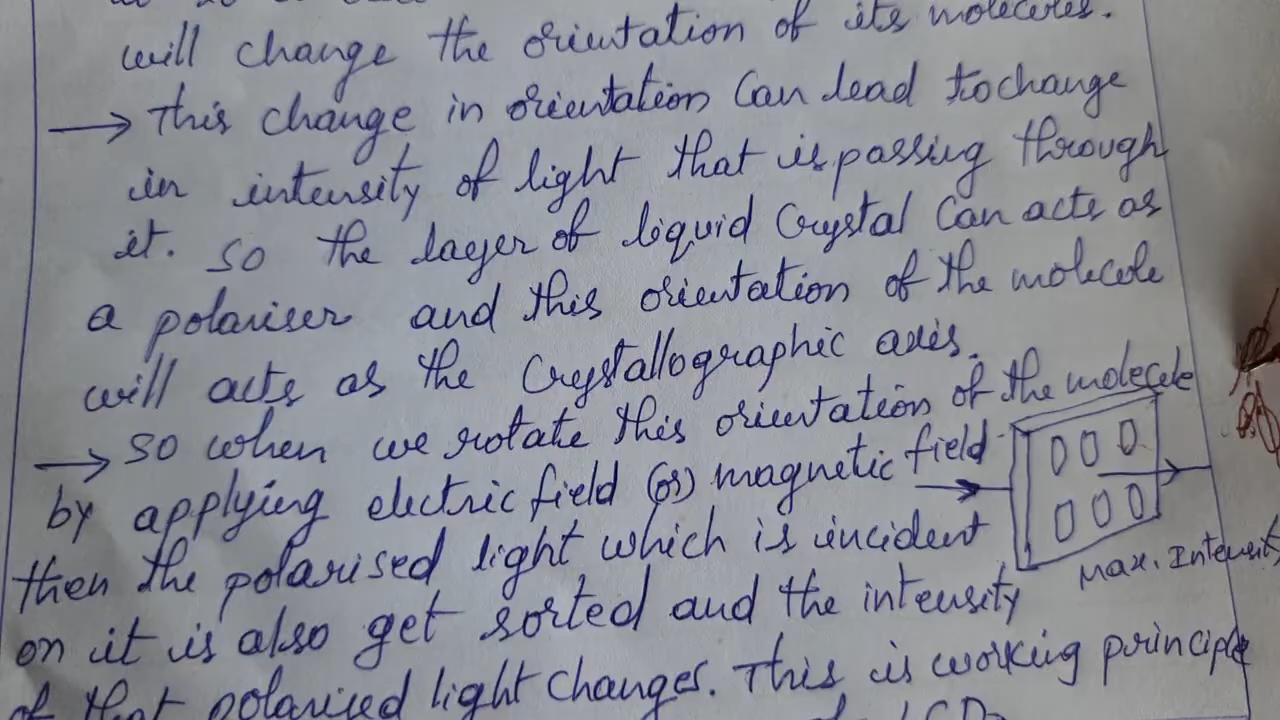 will change the orientation of its molecules.
→ This change in orientation can lead to change
in intensity of light that is passing through
it. so the layer of liquid crystal can acts as
a polariser and this orientation of the molecule
will acts as the crystallographic axis.
→ so when we rotate this orientation of the molecule
by applying electric field (or) magnetic field
then the polarised light which is incident
Max. Intensity
on it is also get sorted and the intensity
of that polarised light changes. This is working principle
of LCD